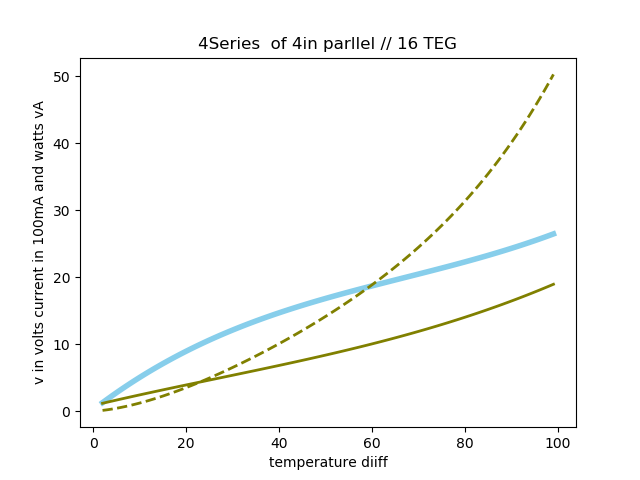 4Series  of 4in parllel // 16 TEG
v in volts current in 100mA and watts vA
50
40
30
20
10
0
0 20 40 60 80 100
temperature diiff